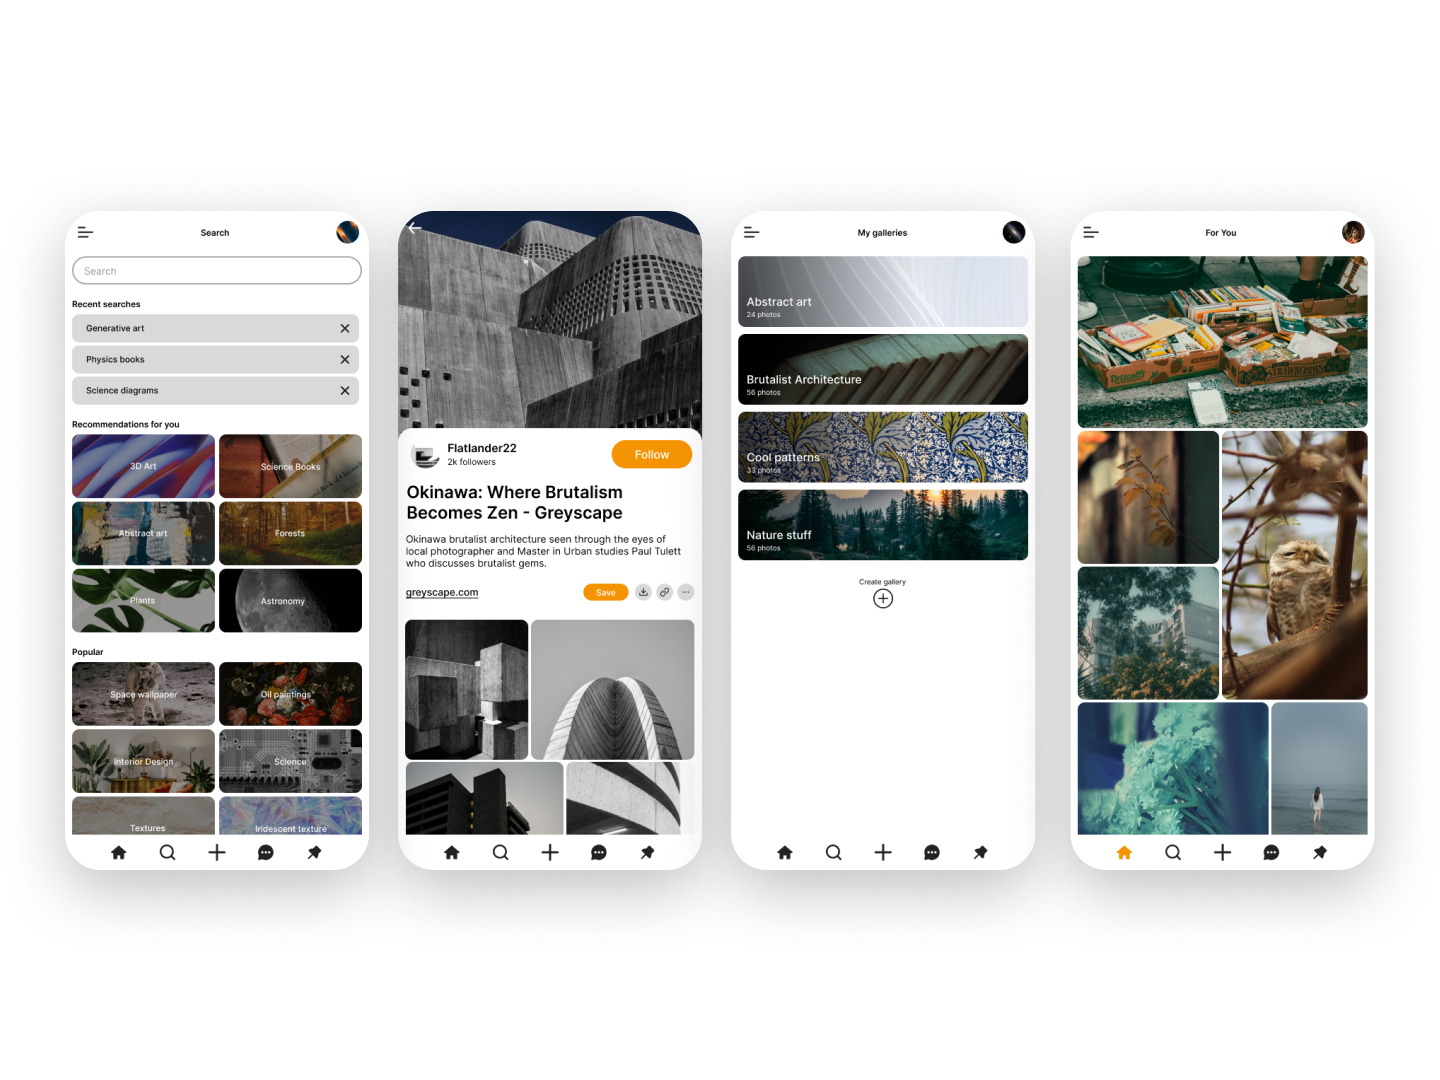 Search
Search
Recent searches
Generative art
Physics books
Science diagrams
Recommendations for you
3D Art
Science Books
Abstract art
Forests
Plants
Astronomy
Popular
Space wallpaper
Oil paintings
Interior Design
Science
Textures
Iridescent texture
Flatlander22
2k followers
Follow
Okinawa: Where Brutalism
Becomes Zen - Greyscape
Okinawa brutalist architecture seen through the eyes of
local photographer and Master in Urban studies Paul Tulett
who discusses brutalist gems.
greyscape.com
Save
My galleries
Abstract art
24 photos
Brutalist Architecture
56 photos
Cool patterns
33 photos
Nature stuff
56 photos
Create gallery
For You
STRAWBERRIES